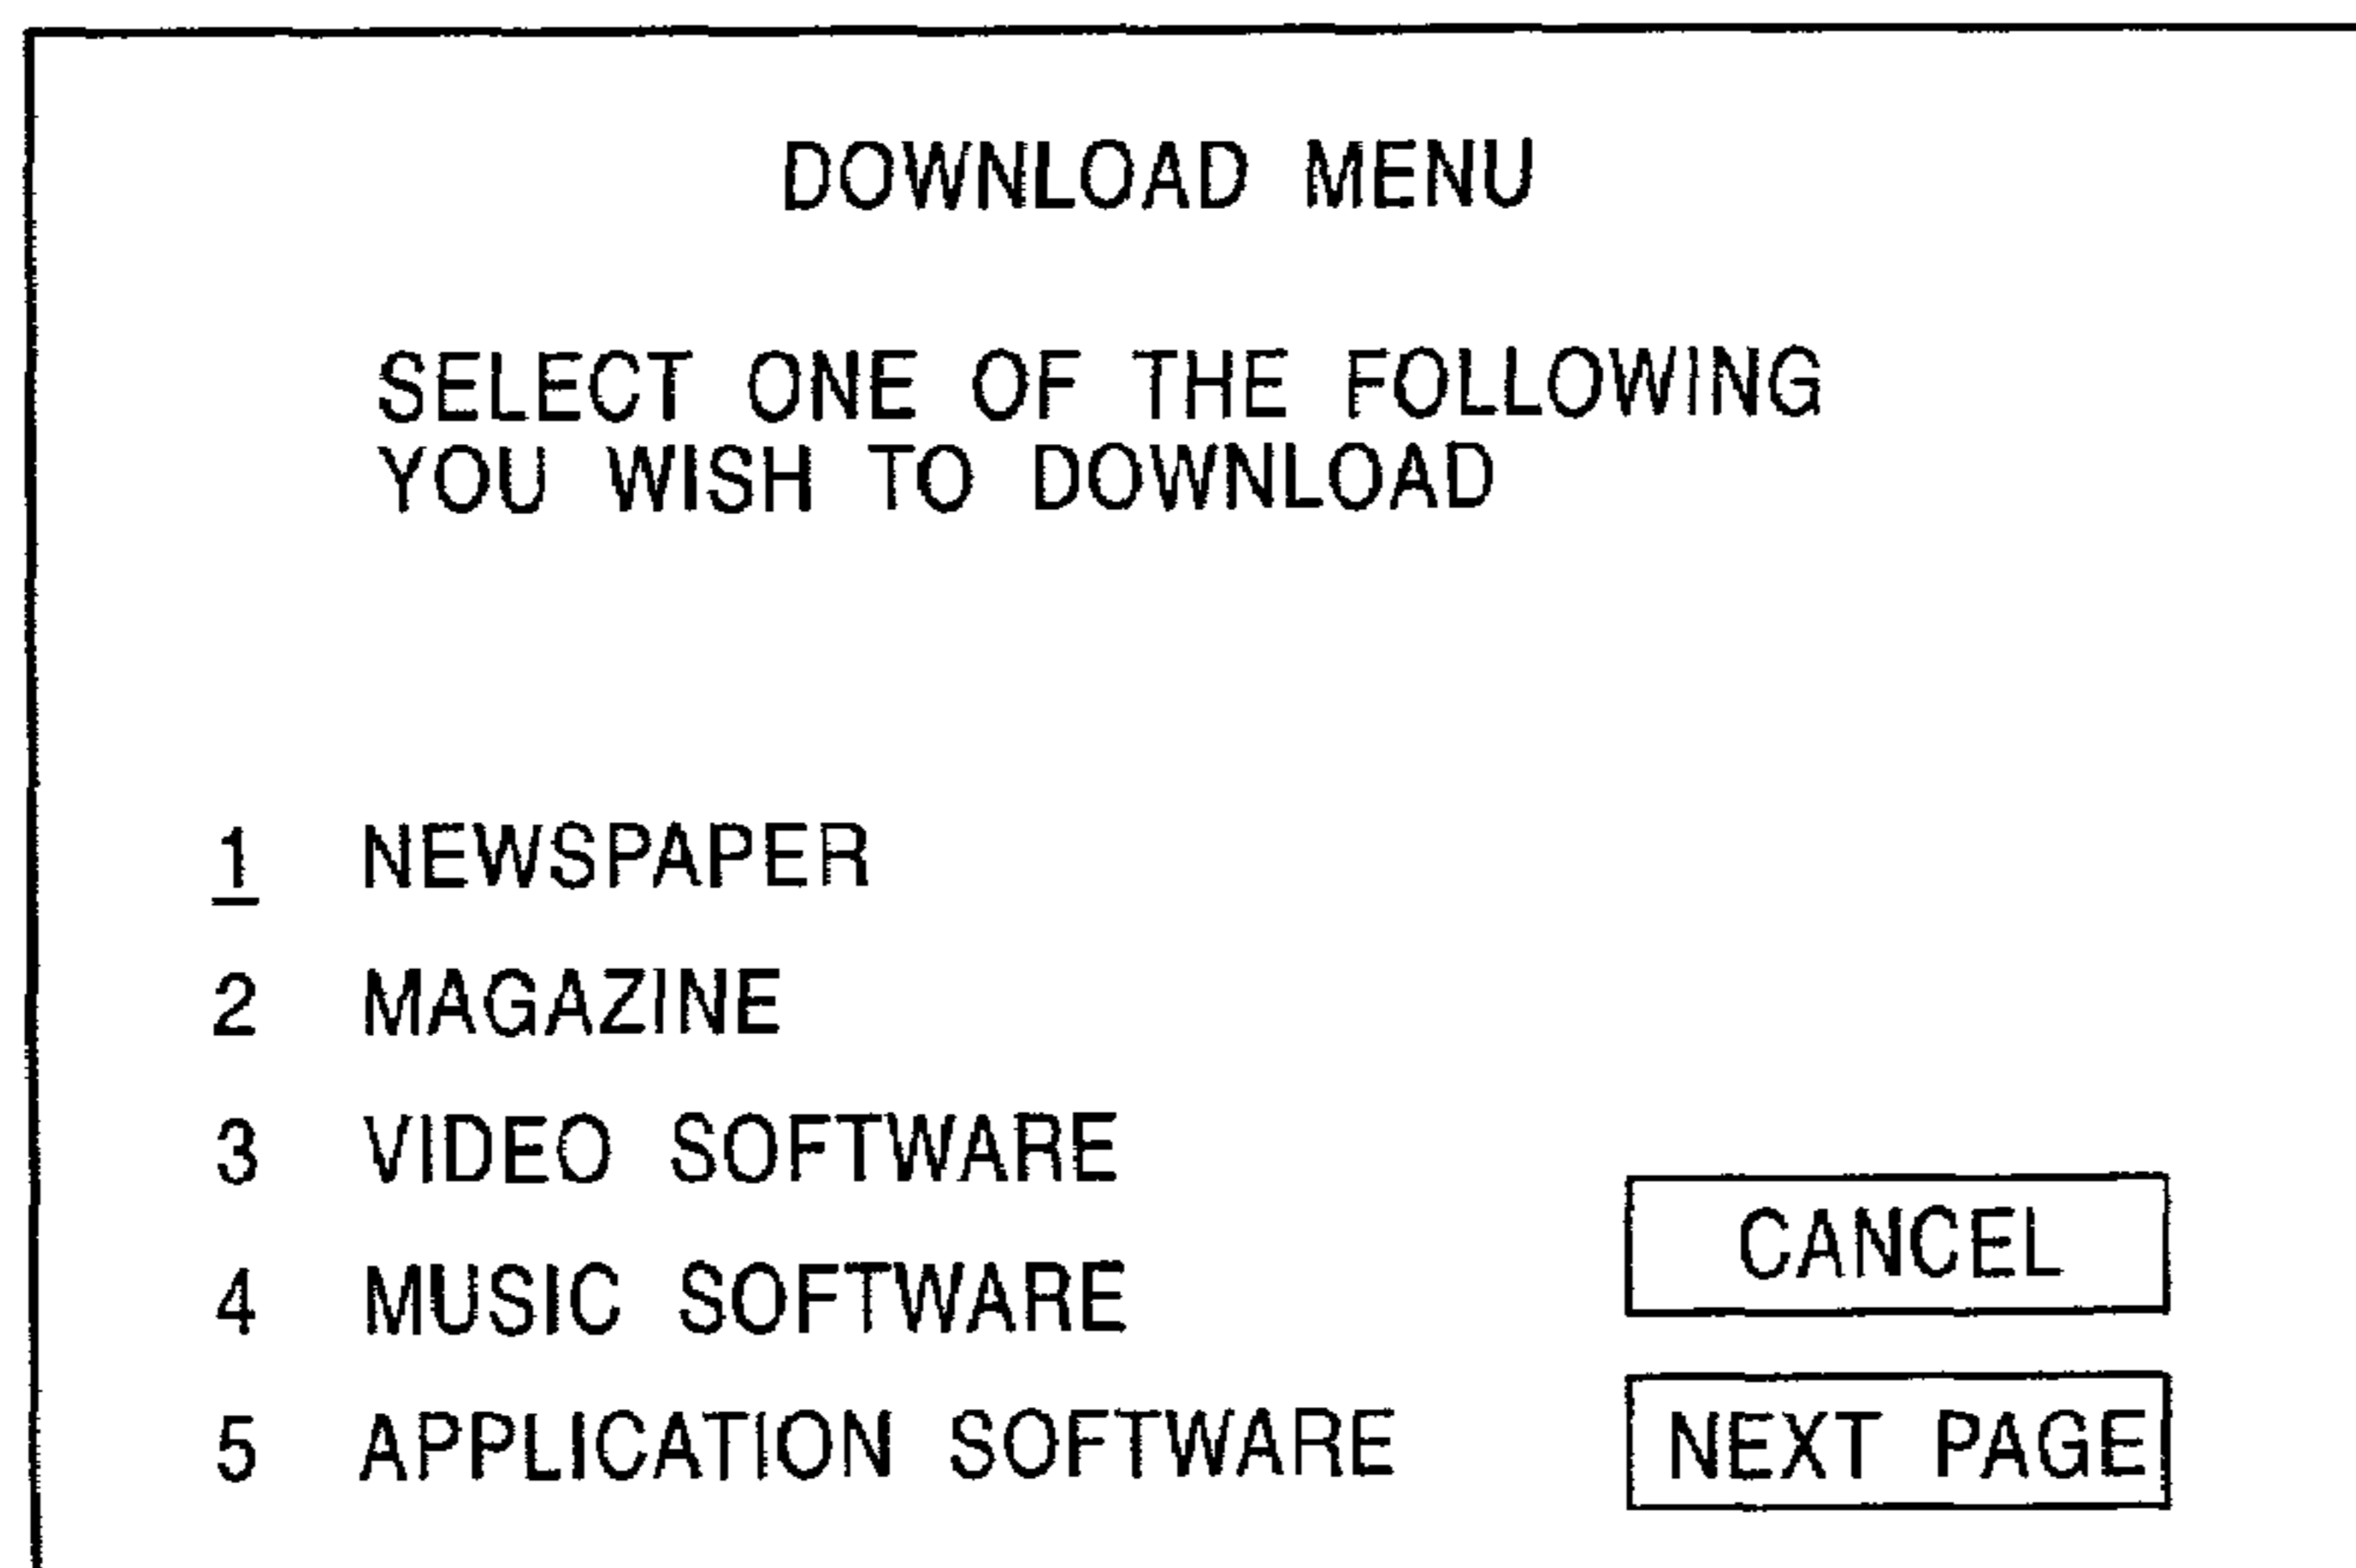 DOWNLOAD MENU
SELECT ONE OF THE FOLLOWING
YOU WISH TO DOWNLOAD
1 NEWSPAPER
2 MAGAZINE
3 VIDEO SOFTWARE
4 MUSIC SOFTWARE
5 APPLICATION SOFTWARE
CANCEL
NEXT PAGE